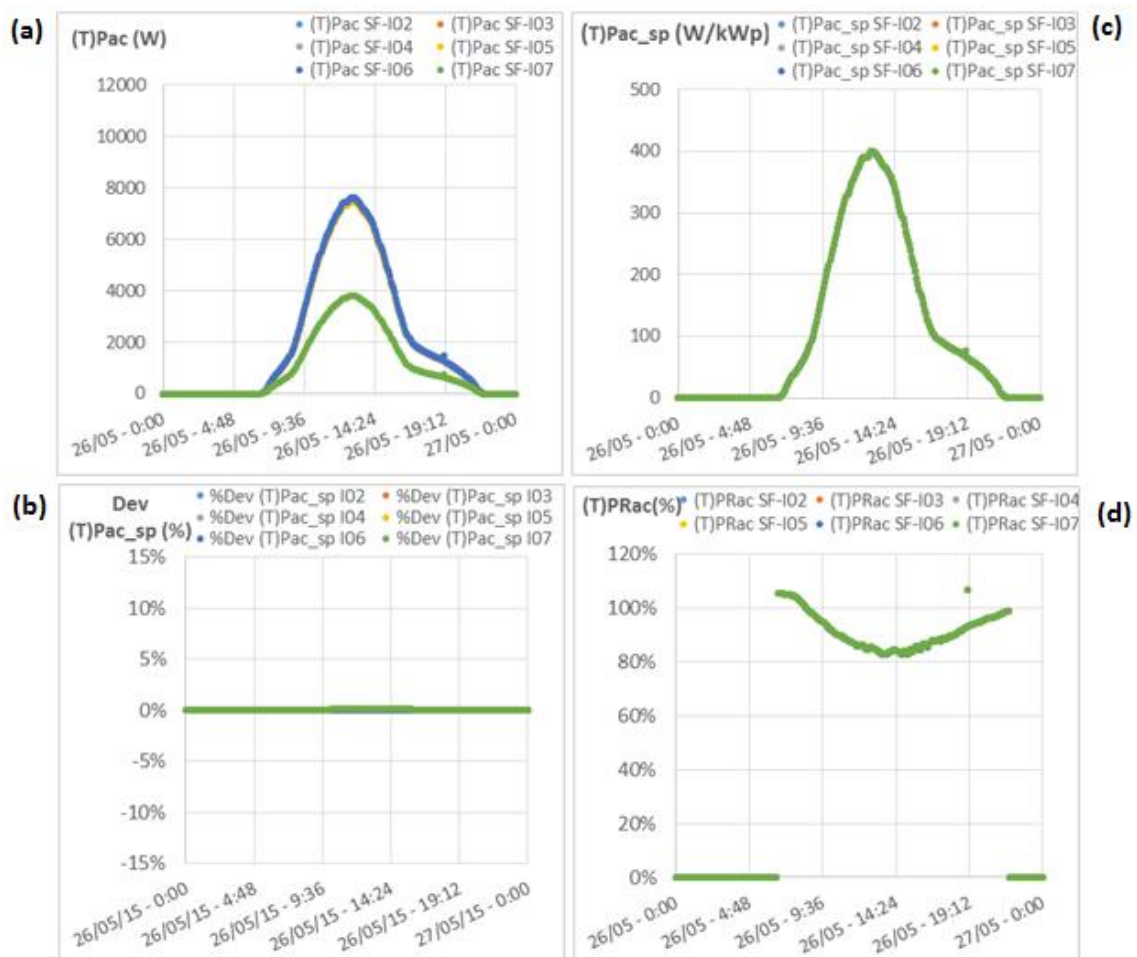 (a)
(T)Pac (W)
(T)Pac SF-I02
(T)Pac SF-I03
(T)Pac SF-I04
(T)Pac SF-I05
(T)Pac SF-I06
(T)Pac SF-I07
12000
10000
8000
6000
4000
2000
0
26/05 - 0:00
26/05 - 4:48
26/05 - 9:36
26/05 - 14:24
26/05 - 19:12
27/05 - 0:00
(c)
(T)Pac_sp (W/kWp)
(T)Pac_sp SF-I02
(T)Pac_sp SF-I03
(T)Pac_sp SF-I04
(T)Pac_sp SF-I05
(T)Pac_sp SF-I06
(T)Pac_sp SF-I07
500
400
300
200
100
0
26/05 - 0:00
26/05 - 4:48
26/05 - 9:36
26/05 - 14:24
26/05 - 19:12
27/05 - 0:00
(b)
Dev
(T)Pac_sp (%)
%Dev (T)Pac_sp I02
%Dev (T)Pac_sp I03
%Dev (T)Pac_sp I04
%Dev (T)Pac_sp I05
%Dev (T)Pac_sp I06
%Dev (T)Pac_sp I07
15%
10%
5%
0%
-5%
-10%
-15%
26/05/15 - 0:00
26/05/15 - 4:48
26/05/15 - 9:36
26/05/15 - 14:24
26/05/15 - 19:12
27/05/15 - 0:00
(d)
(T)PRac(%)
(T)PRac SF-I02
(T)PRac SF-I03
(T)PRac SF-I04
(T)PRac SF-I05
(T)PRac SF-I06
(T)PRac SF-I07
120%
100%
80%
60%
40%
20%
0%
26/05 - 0:00
26/05 - 4:48
26/05 - 9:36
26/05 - 14:24
26/05 - 19:12
27/05 - 0:00